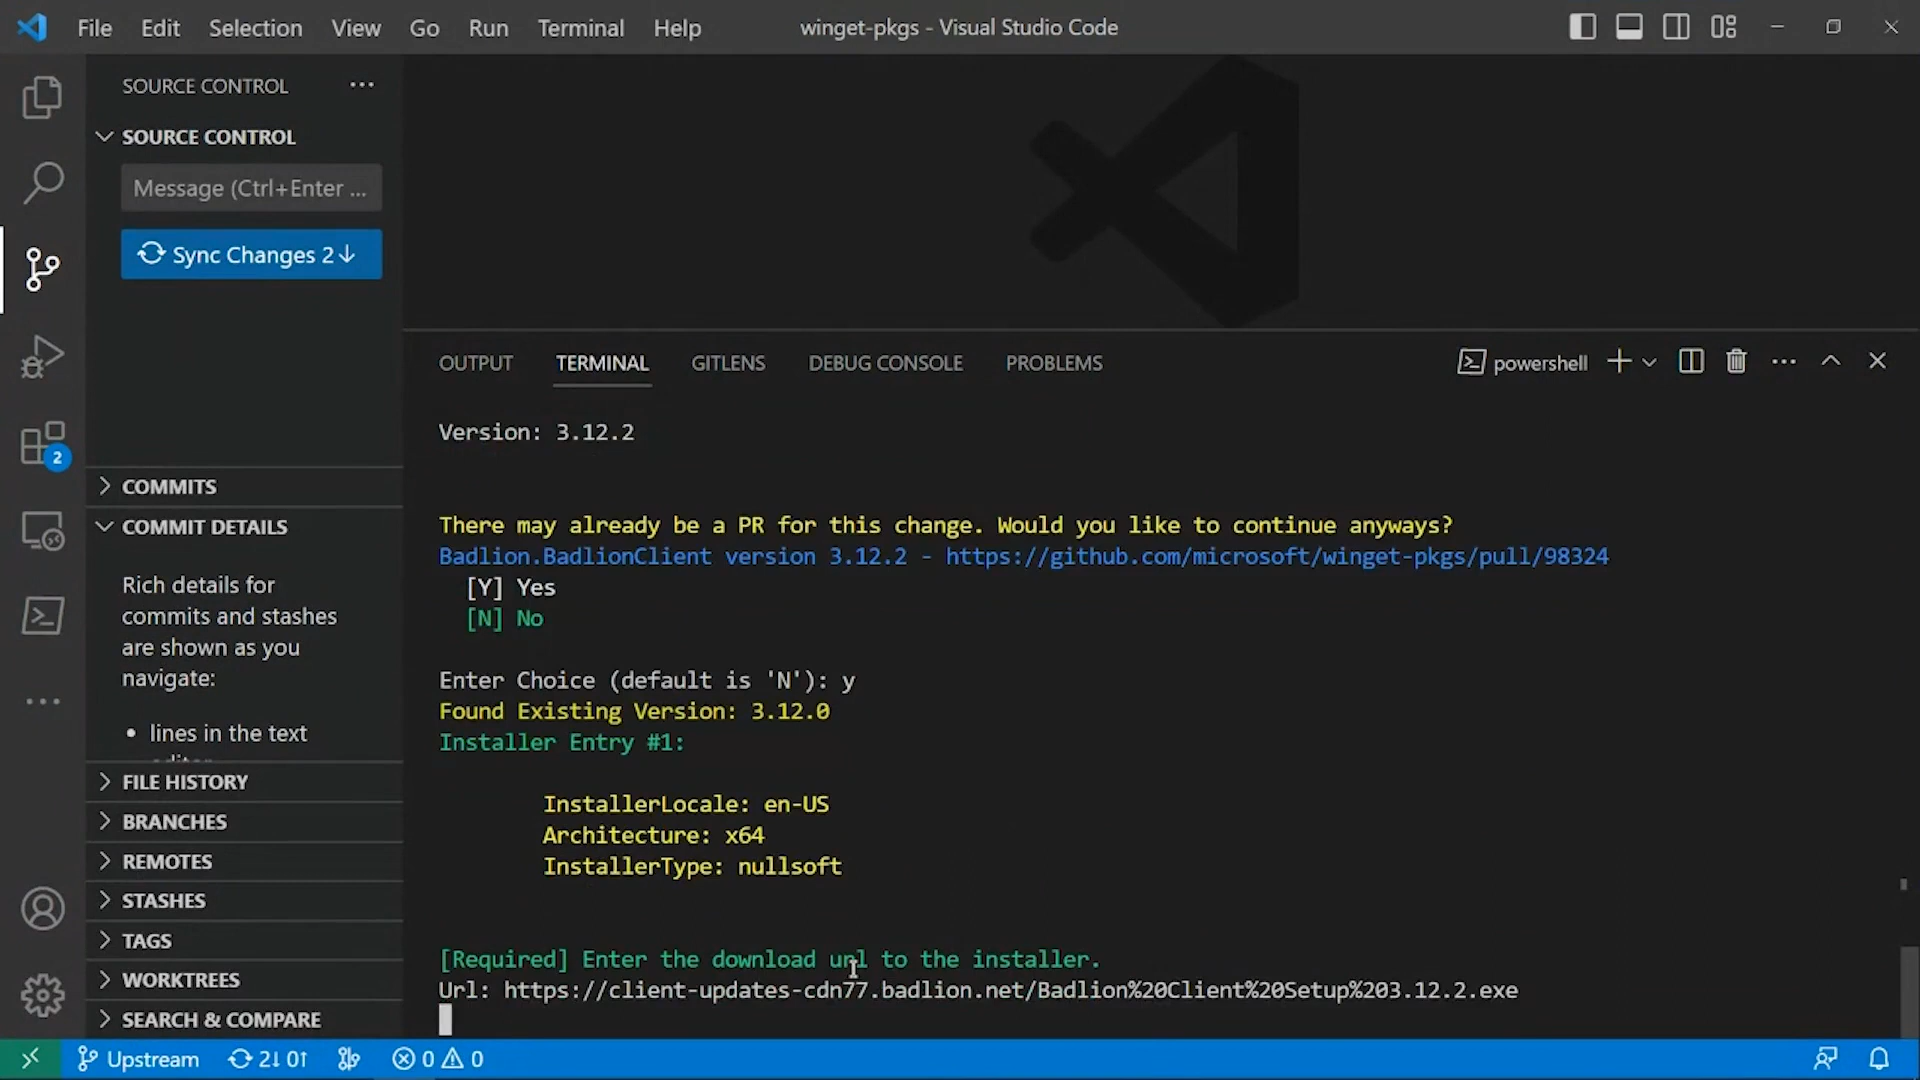 File Edit Selection View Go Run Terminal Help
winget-pkgs - Visual Studio Code
SOURCE CONTROL
SOURCE CONTROL
Message (Ctrl+Enter ...
Sync Changes 2↓
2
COMMITS
COMMIT DETAILS
Rich details for
commits and stashes
are shown as you
navigate:
• lines in the text
FILE HISTORY
BRANCHES
REMOTES
STASHES
TAGS
WORKTREES
SEARCH & COMPARE
OUTPUT TERMINAL GITLENS DEBUG CONSOLE PROBLEMS
powershell
Version: 3.12.2
There may already be a PR for this change. Would you like to continue anyways?
Badlion.BadlionClient version 3.12.2 - https://github.com/microsoft/winget-pkgs/pull/98324
[Y] Yes
[N] No
Enter Choice (default is 'N'): y
Found Existing Version: 3.12.0
Installer Entry #1:
InstallerLocale: en-US
Architecture: x64
InstallerType: nullsoft
[Required] Enter the download url to the installer.
Url: https://client-updates-cdn77.badlion.net/Badlion%20Client%20Setup%203.12.2.exe
Upstream 2↓ 0↑ 0 0